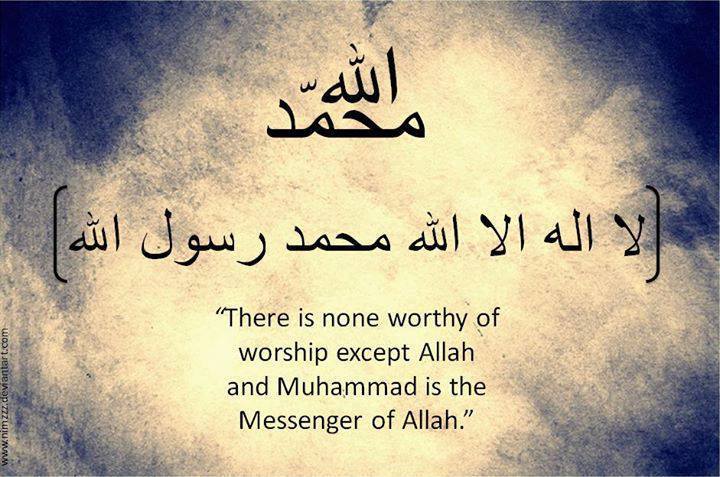 الله
محمّد
[لا اله الا الله محمد رسول الله]
“There is none worthy of
worship except Allah
and Muhammad is the
Messenger of Allah.”
www.nimzzz.deviantart.com